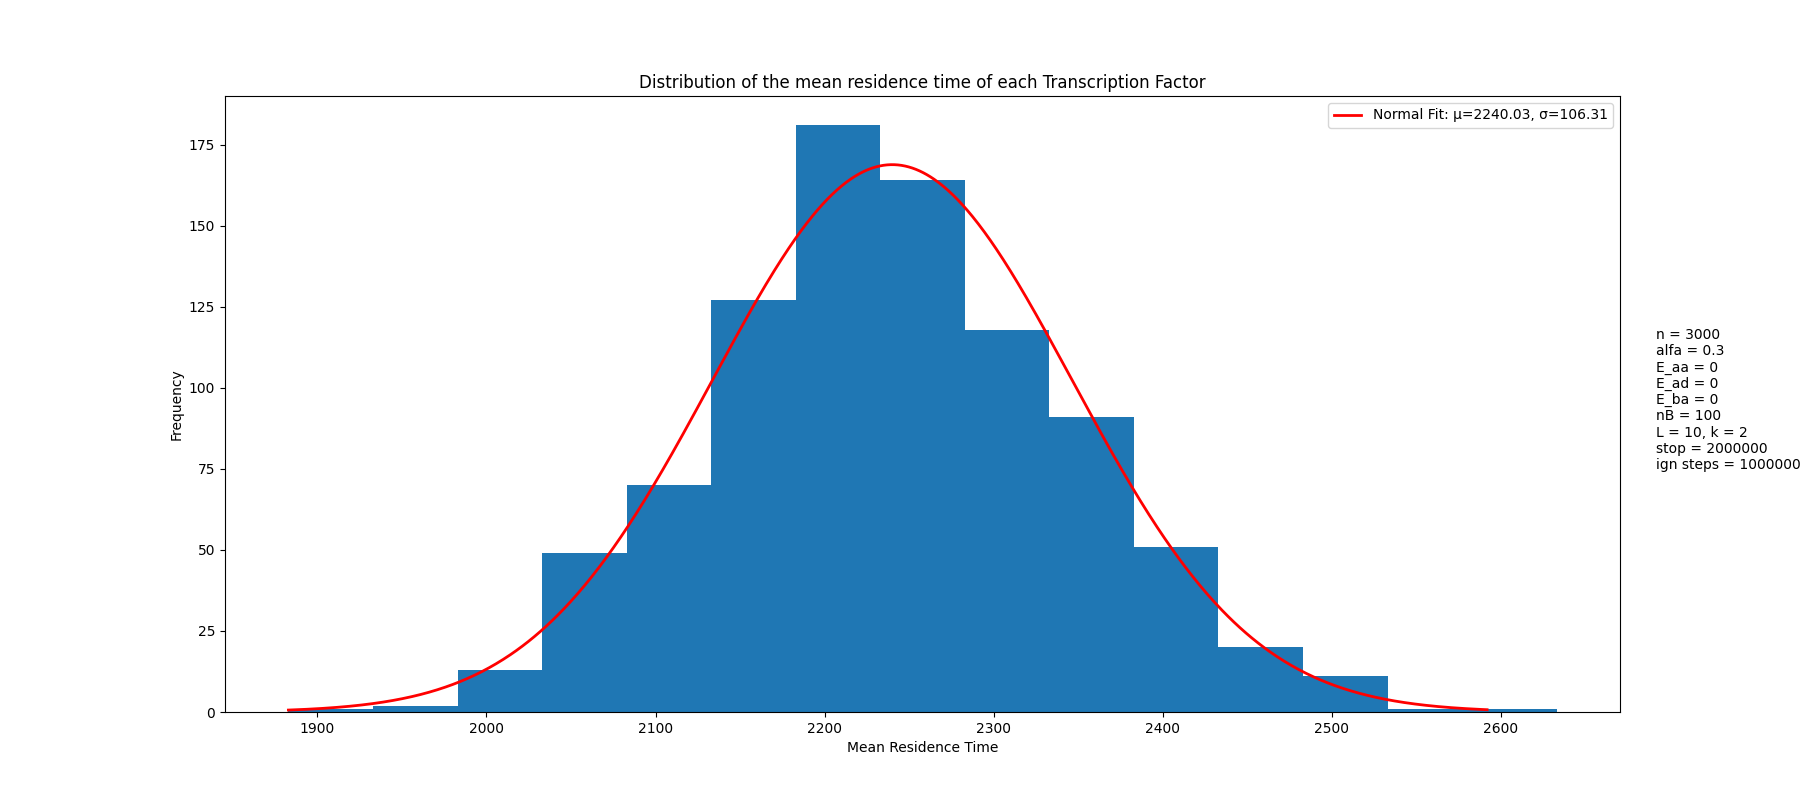 Distribution of the mean residence time of each Transcription Factor
Normal Fit: μ=2240.03, σ=106.31
175
150
125
100
75
50
25
0
Frequency
1900 2000 2100 2200 2300 2400 2500 2600
Mean Residence Time
n = 3000
alfa = 0.3
E_aa = 0
E_ad = 0
E_ba = 0
nB = 100
L = 10, k = 2
stop = 2000000
ign steps = 1000000